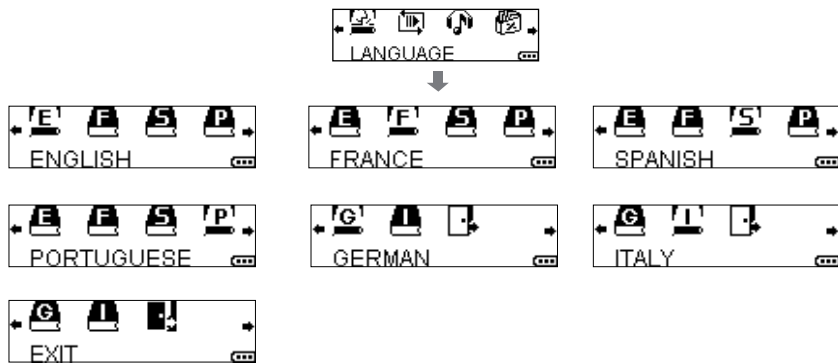 LANGUAGE
E F S P
ENGLISH
E F S P
FRANCE
E F S P
SPANISH
E F S P
PORTUGUESE
G I
GERMAN
G I
ITALY
G I
EXIT